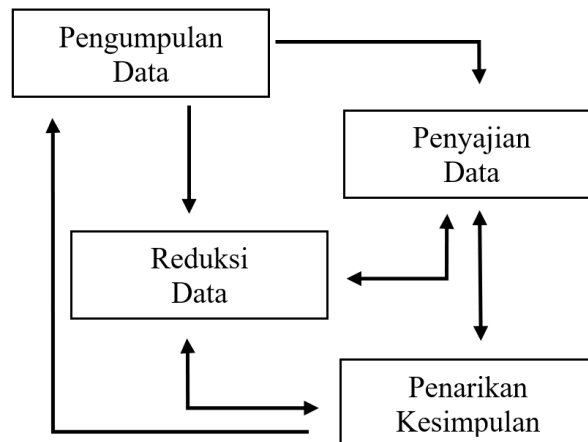 Pengumpulan
Data
Penyajian
Data
Reduksi
Data
Penarikan
Kesimpulan